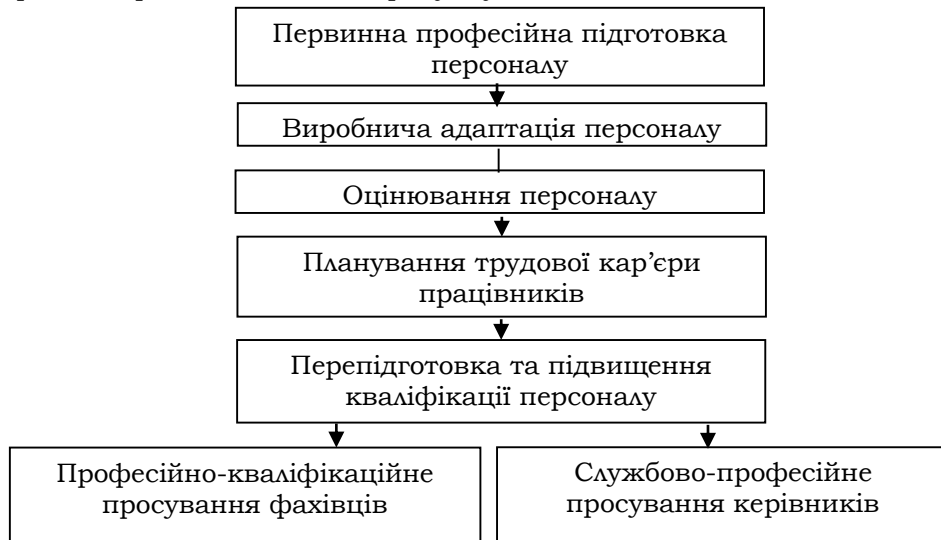 Первинна професійна підготовка
персоналу
Виробнича адаптація персоналу
Оцінювання персоналу
Планування трудової кар’єри
працівників
Перепідготовка та підвищення
кваліфікації персоналу
Професійно-кваліфікаційне
просування фахівців
Службово-професійне
просування керівників